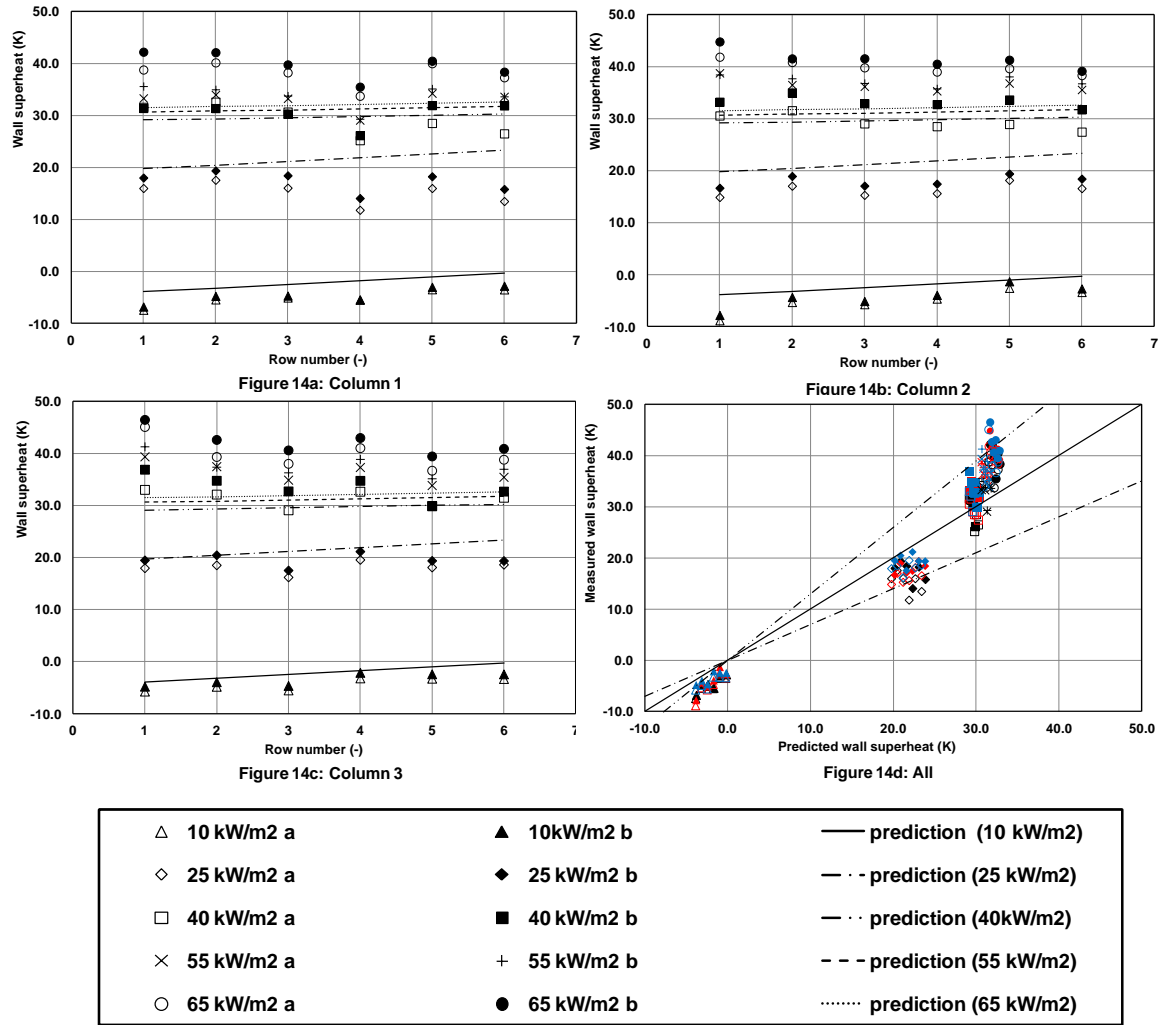 50.0
40.0
30.0
20.0
10.0
0.0
-10.0
Wall superheat (K)
0 1 2 3 4 5 6 7
Row number (-)
Figure 14a: Column 1
50.0
40.0
30.0
20.0
10.0
0.0
-10.0
Wall superheat (K)
0 1 2 3 4 5 6 7
Row number (-)
Figure 14b: Column 2
50.0
40.0
30.0
20.0
10.0
0.0
-10.0
Wall superheat (K)
0 1 2 3 4 5 6 7
Row number (-)
Figure 14c: Column 3
50.0
40.0
30.0
20.0
10.0
0.0
-10.0
Measured wall superheat (K)
-10.0 0.0 10.0 20.0 30.0 40.0 50.0
Predicted wall superheat (K)
Figure 14d: All
10 kW/m2 a 10kW/m2 b prediction (10 kW/m2)
25 kW/m2 a 25 kW/m2 b prediction (25 kW/m2)
40 kW/m2 a 40 kW/m2 b prediction (40kW/m2)
55 kW/m2 a 55 kW/m2 b prediction (55 kW/m2)
65 kW/m2 a 65 kW/m2 b prediction (65 kW/m2)